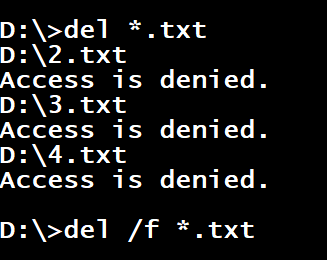 D:\>del *.txt
D:\2.txt
Access is denied.
D:\3.txt
Access is denied.
D:\4.txt
Access is denied.
D:\>del /f *.txt